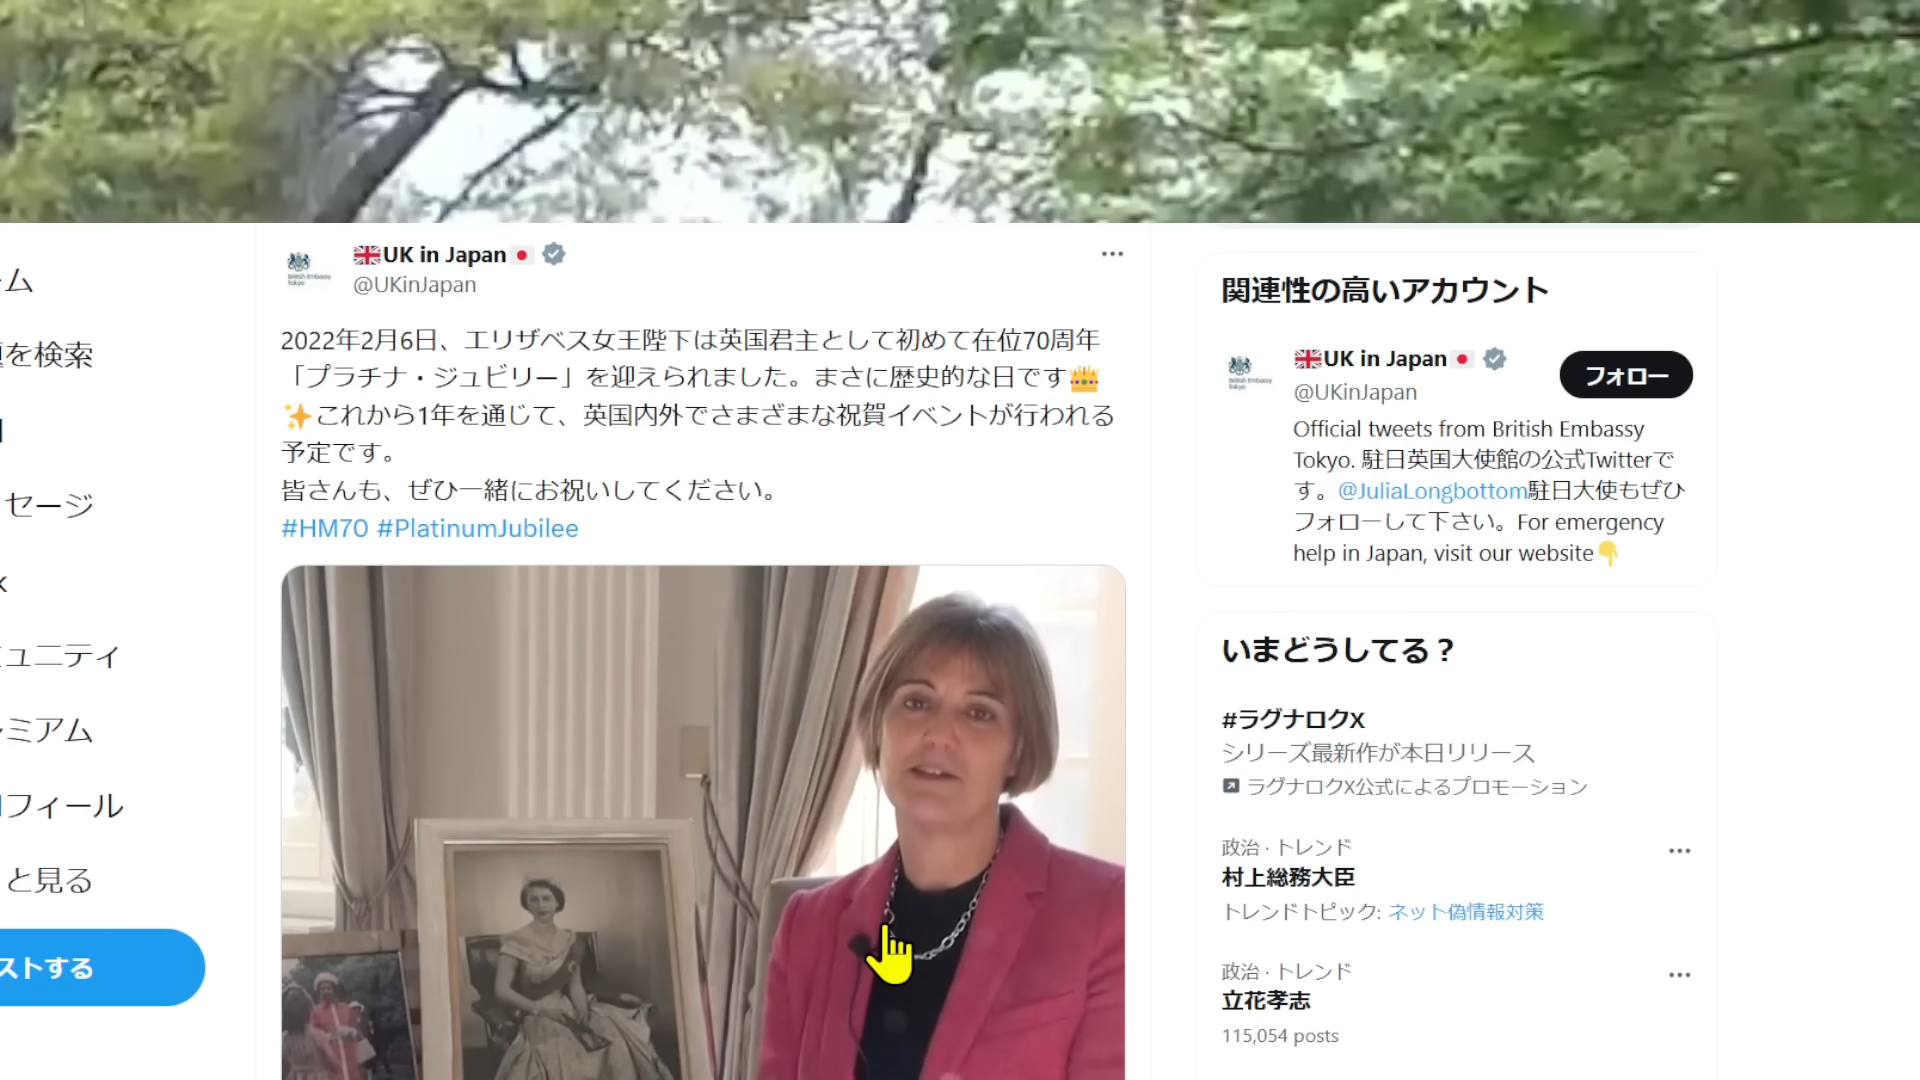 ーム
を検索
セージ
ュニティ
ミアム
フィール
と見る
ストする
UK in Japan
@UKinJapan
2022年2月6日、エリザベス女王陛下は英国君主として初めて在位70周年
「プラチナ・ジュビリー」を迎えられました。まさに歴史的な日です
これから1年を通じて、英国内外でさまざまな祝賀イベントが行われる
予定です。
皆さんも、ぜひ一緒にお祝いしてください。
#HM70 #PlatinumJubilee
関連性の高いアカウント
British Embassy
Tokyo
UK in Japan
@UKinJapan
フォロー
Official tweets from British Embassy
Tokyo. 駐日英国大使館の公式Twitterで
す。@JuliaLongbottom駐日大使もぜひ
フォローして下さい。For emergency
help in Japan, visit our website
いまどうしてる？
#ラグナロクX
シリーズ最新作が本日リリース
ラグナロクX公式によるプロモーション
政治 · トレンド
村上総務大臣
トレンドトピック: ネット偽情報対策
政治 · トレンド
立花孝志
115,054 posts